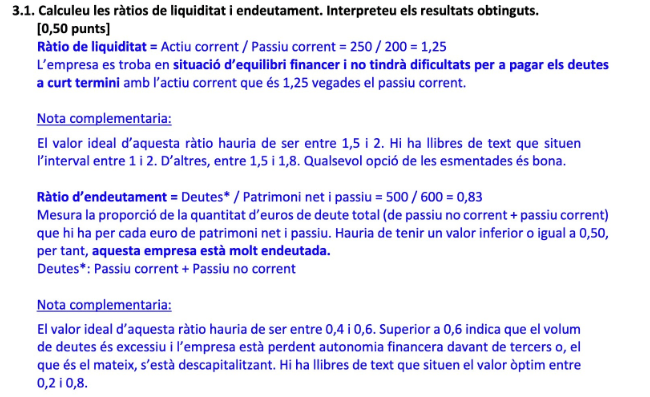 3.1. Calculeu les ràtios de liquiditat i endeutament. Interpreteu els resultats obtinguts.
[0,50 punts]
Ràtio de liquiditat = Actiu corrent / Passiu corrent = 250 / 200 = 1,25
L’empresa es troba en situació d’equilibri financer i no tindrà dificultats per a pagar els deutes
a curt termini amb l’actiu corrent que és 1,25 vegades el passiu corrent.
Nota complementaria:
El valor ideal d’aquesta ràtio hauria de ser entre 1,5 i 2. Hi ha llibres de text que situen
l’interval entre 1 i 2. D’altres, entre 1,5 i 1,8. Qualsevol opció de les esmentades és bona.
Ràtio d’endeutament = Deutes* / Patrimoni net i passiu = 500 / 600 = 0,83
Mesura la proporció de la quantitat d’euros de deute total (de passiu no corrent + passiu corrent)
que hi ha per cada euro de patrimoni net i passiu. Hauria de tenir un valor inferior o igual a 0,50,
per tant, aquesta empresa està molt endeutada.
Deutes*: Passiu corrent + Passiu no corrent
Nota complementaria:
El valor ideal d’aquesta ràtio hauria de ser entre 0,4 i 0,6. Superior a 0,6 indica que el volum
de deutes és excessiu i l’empresa està perdent autonomia financera davant de tercers o, el
que és el mateix, s’està descapitalitzant. Hi ha llibres de text que situen el valor òptim entre
0,2 i 0,8.